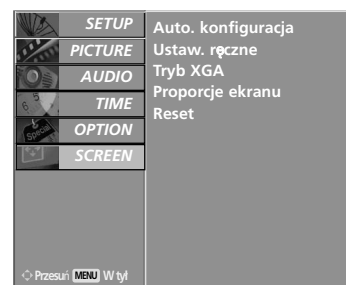 SETUP
PICTURE
AUDIO
TIME
OPTION
SCREEN
Auto. konfiguracja
Ustaw. ręczne
Tryb XGA
Proporcje ekranu
Reset
Przesuń MENU W tył